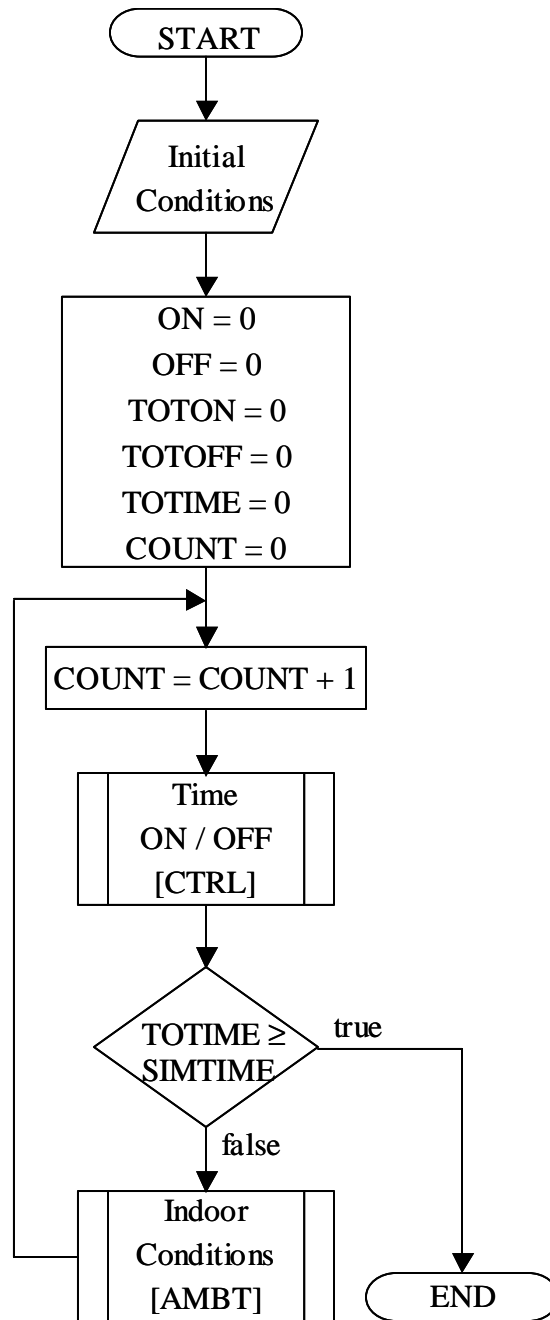 START
Initial
Conditions
ON = 0
OFF = 0
TOTON = 0
TOTOFF = 0
TOTIME = 0
COUNT = 0
COUNT = COUNT + 1
Time
ON / OFF
[CTRL]
TOTIME ≥
SIMTIME
true
false
Indoor
Conditions
[AMBT]
END